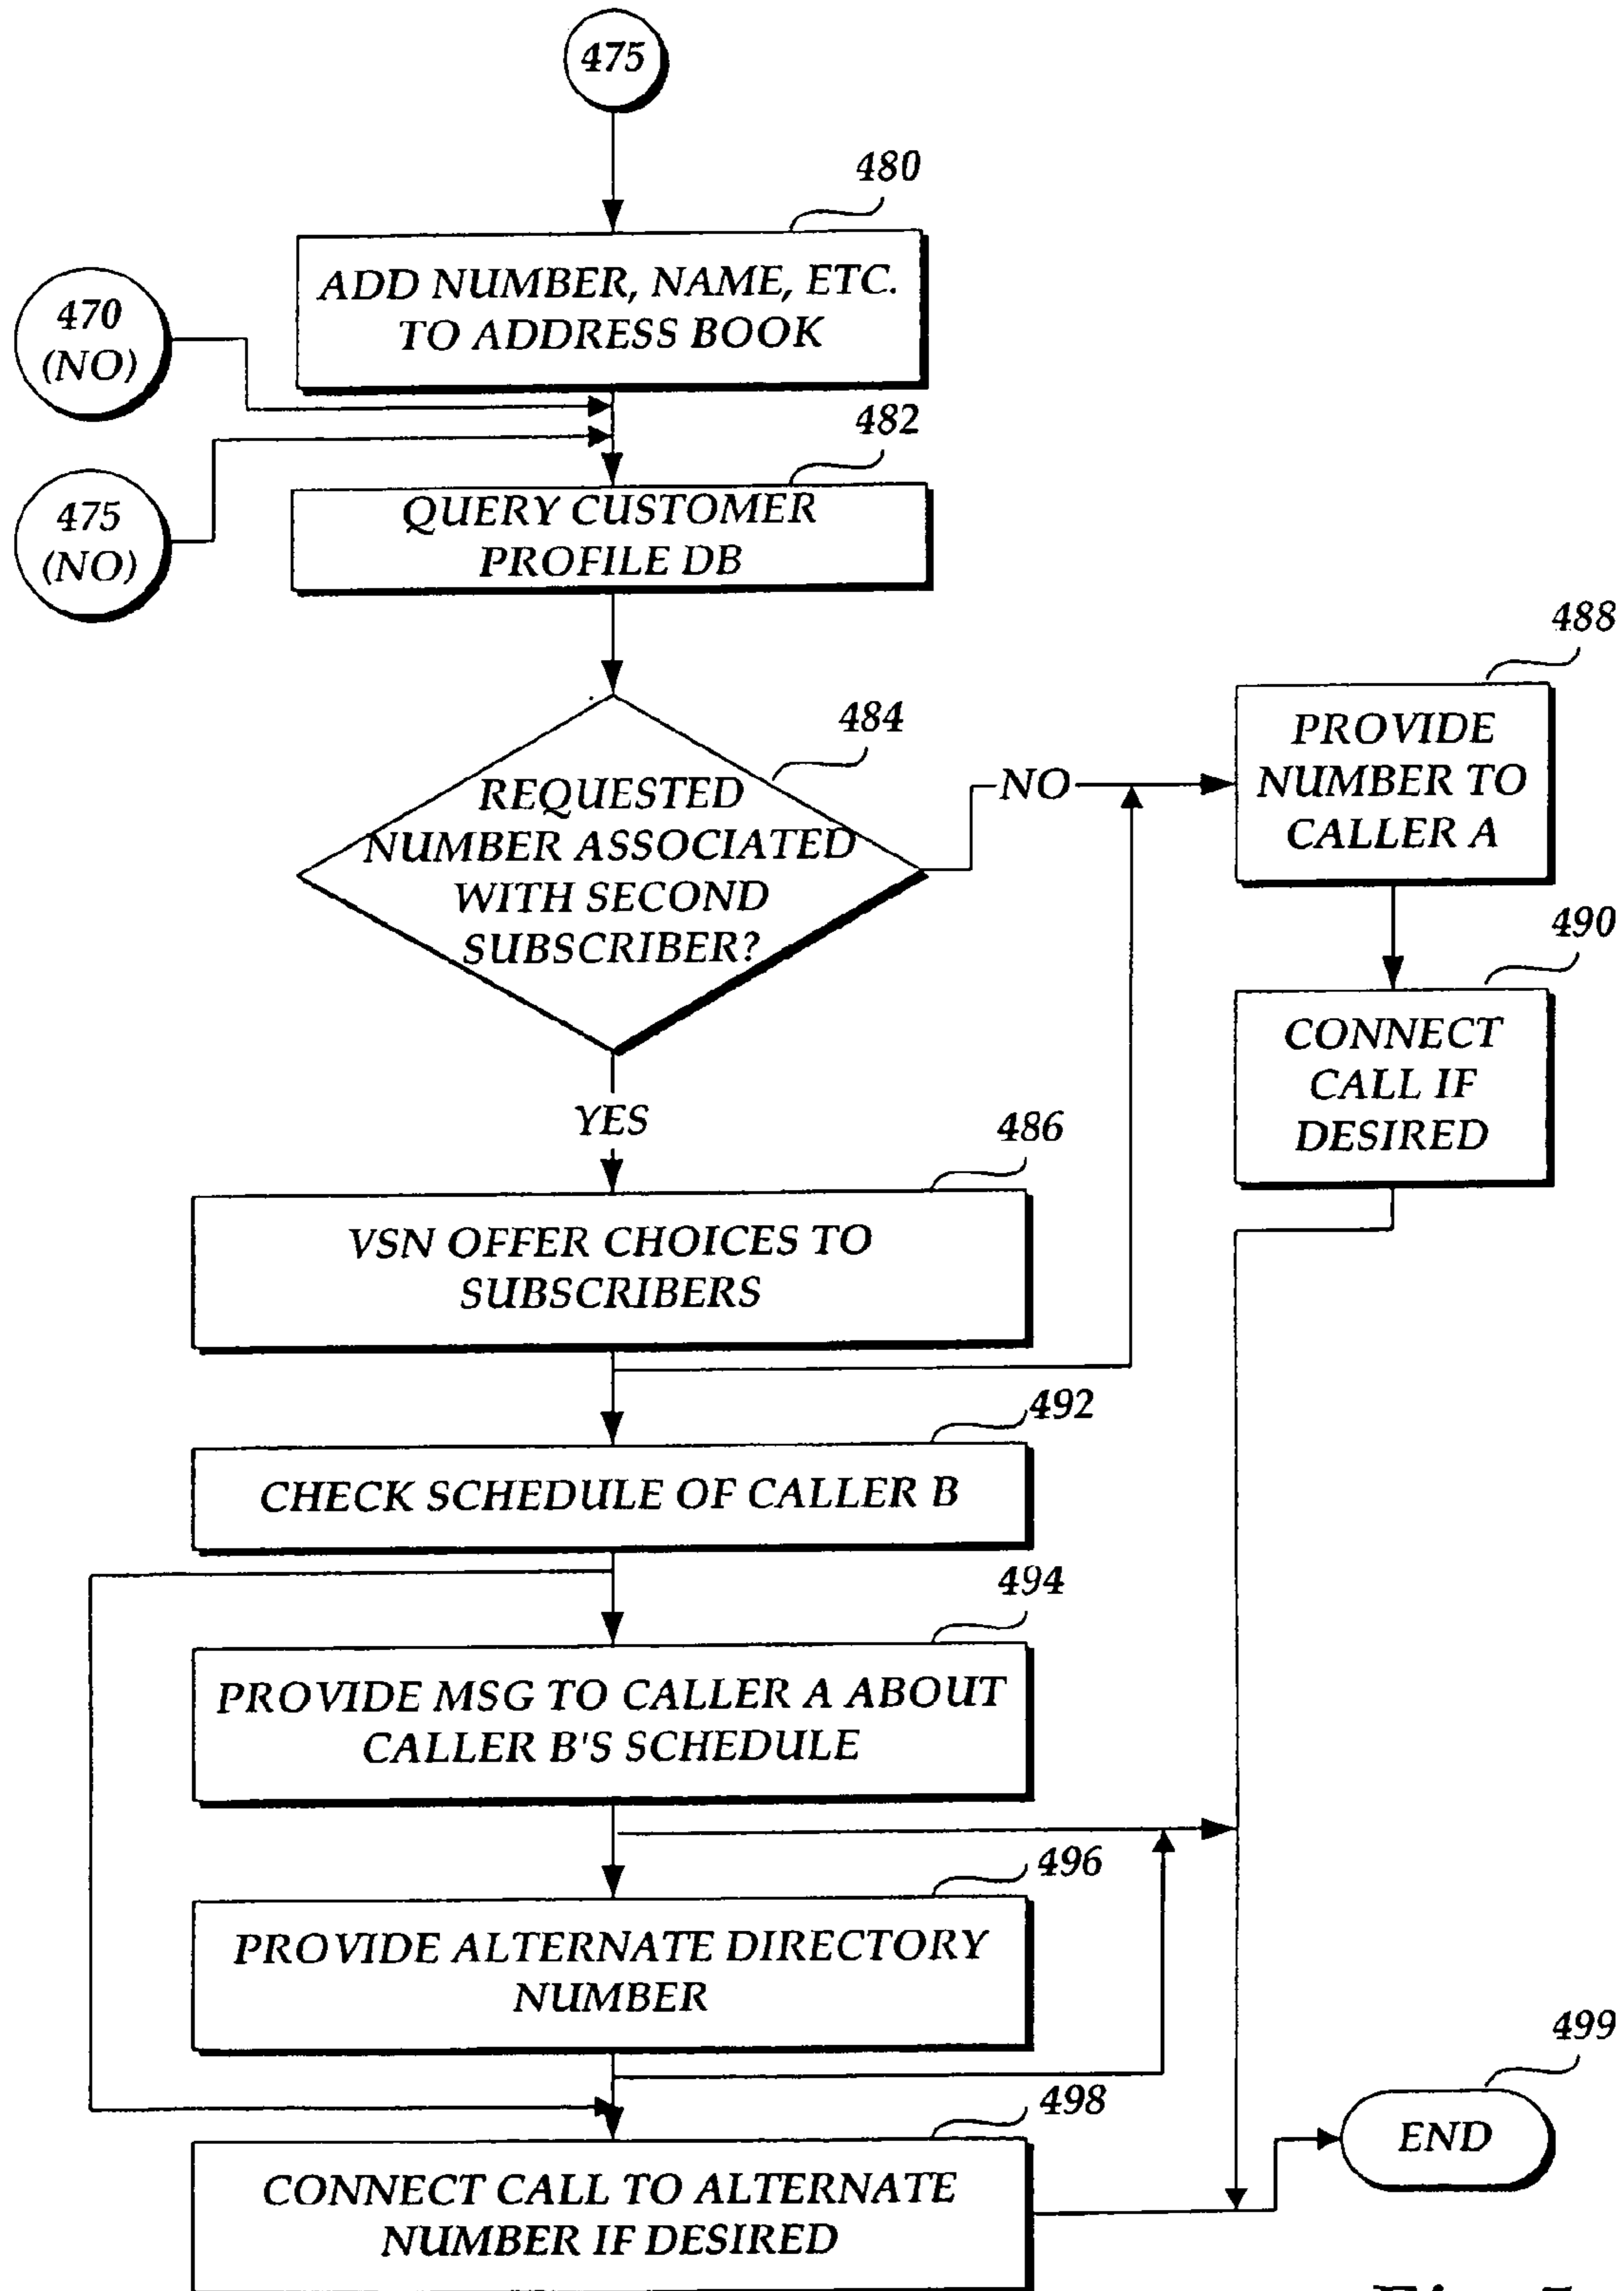 475
480
ADD NUMBER, NAME, ETC.
TO ADDRESS BOOK
470
(NO)
482
475
(NO)
QUERY CUSTOMER
PROFILE DB
484
REQUESTED
NUMBER ASSOCIATED
WITH SECOND
SUBSCRIBER?
NO
488
PROVIDE
NUMBER TO
CALLER A
490
CONNECT
CALL IF
DESIRED
YES
486
VSN OFFER CHOICES TO
SUBSCRIBERS
492
CHECK SCHEDULE OF CALLER B
494
PROVIDE MSG TO CALLER A ABOUT
CALLER B'S SCHEDULE
496
PROVIDE ALTERNATE DIRECTORY
NUMBER
498
CONNECT CALL TO ALTERNATE
NUMBER IF DESIRED
499
END